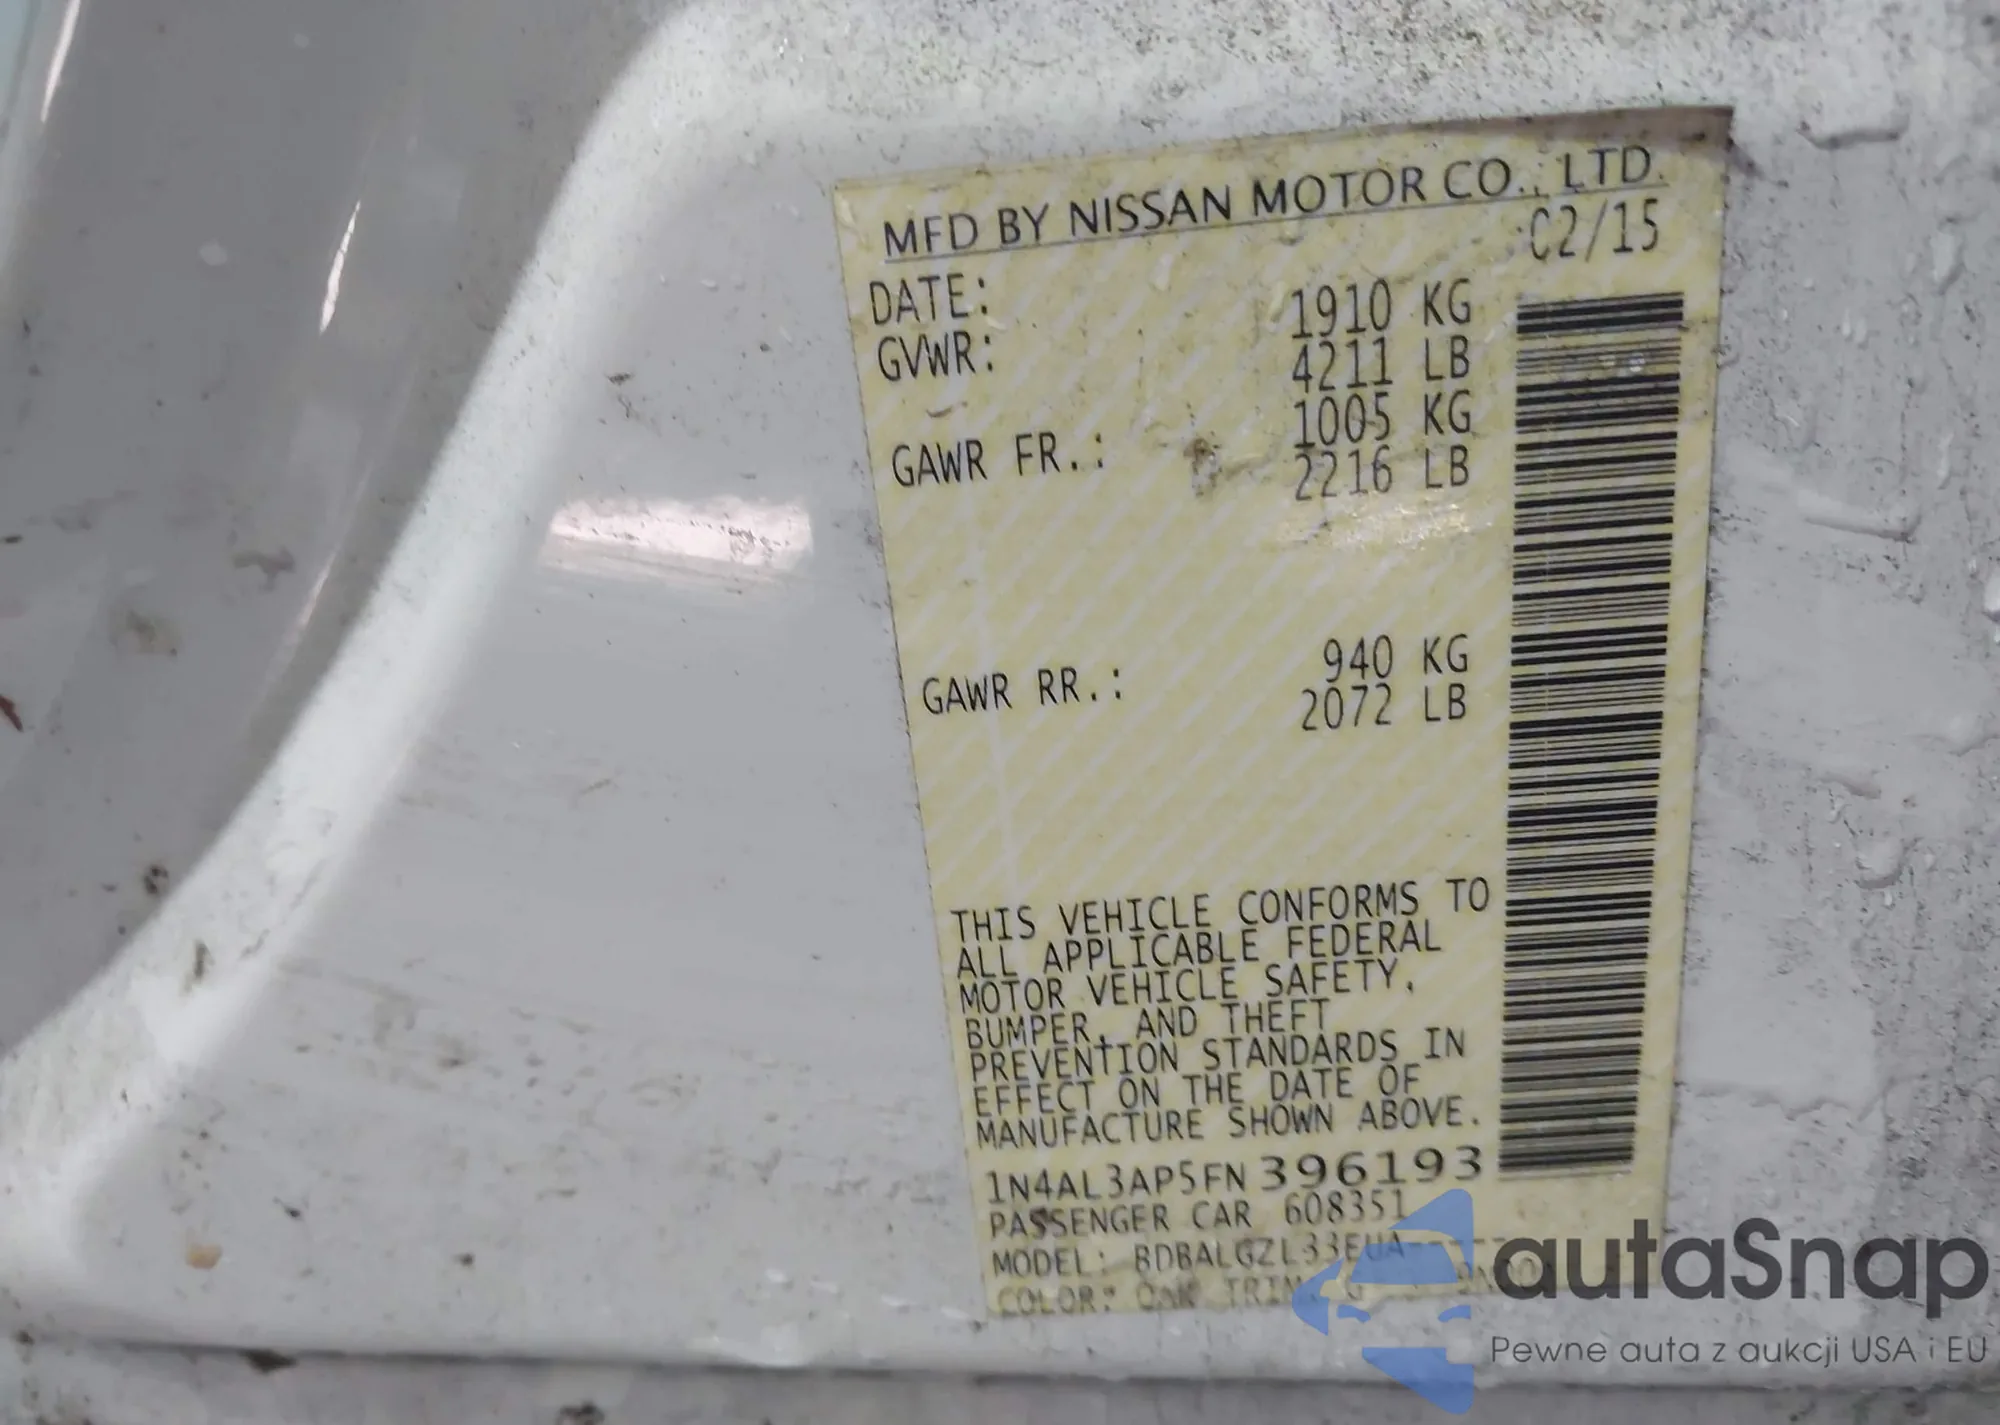 MFD BY NISSAN MOTOR CO., LTD.
DATE: 02/15
GVWR: 1910 KG
4211 LB
GAWR FR.: 1005 KG
2216 LB
GAWR RR.: 940 KG
2072 LB
THIS VEHICLE CONFORMS TO
ALL APPLICABLE FEDERAL
MOTOR VEHICLE SAFETY,
BUMPER, AND THEFT
PREVENTION STANDARDS IN
EFFECT ON THE DATE OF
MANUFACTURE SHOWN ABOVE.
1N4AL3AP5FN396193
PASSENGER CAR 608351
MODEL: BDBALGZL33EUA
COLOR:
autaSnap
Pewne auta z aukcji USA i EU